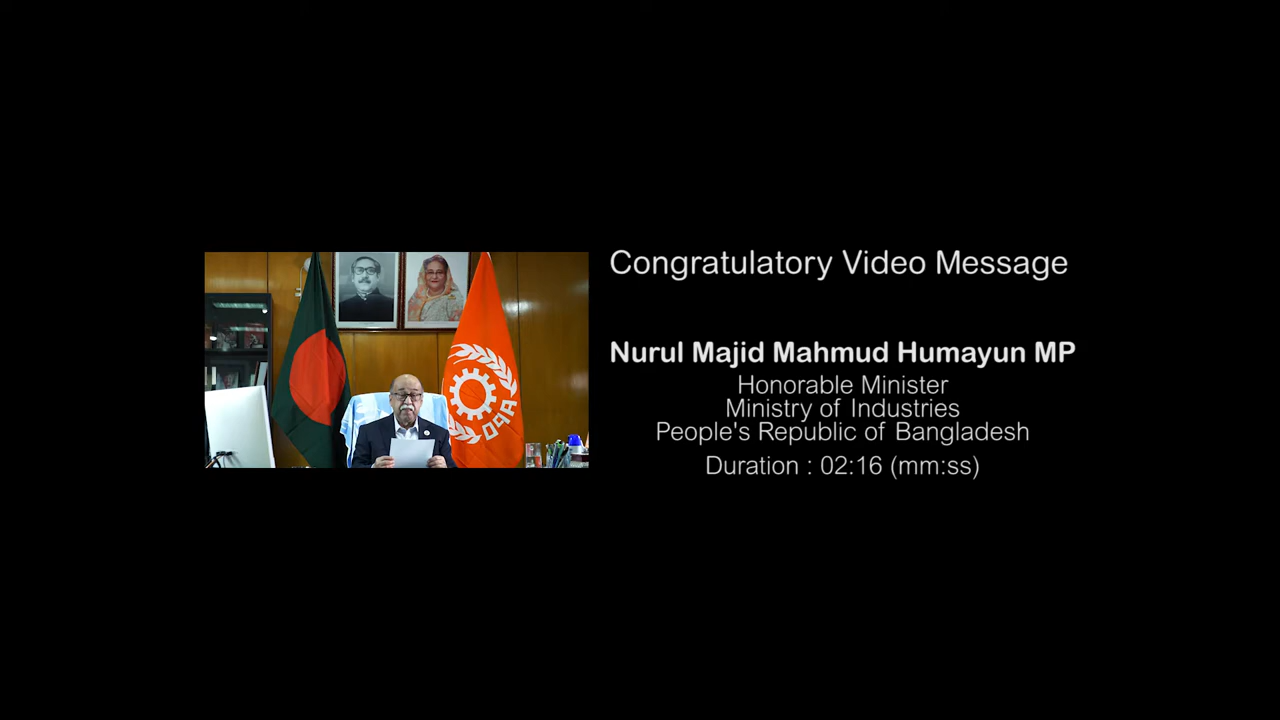 Congratulatory Video Message
Nurul Majid Mahmud Humayun MP
Honorable Minister
Ministry of Industries
People's Republic of Bangladesh
Duration : 02:16 (mm:ss)